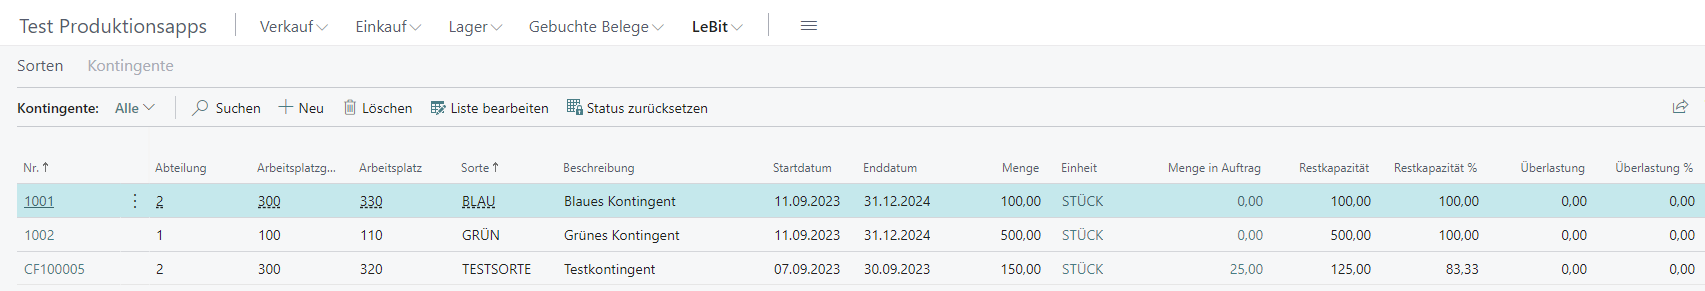 Test Produktionsapps Verkauf Einkauf Lager Gebuchte Belege LeBit
Sorten Kontingente
Kontingente: Alle Suchen Neu Löschen Liste bearbeiten Status zurücksetzen
Nr. ↑ Abteilung Arbeitsplatzg... Arbeitsplatz Sorte ↑ Beschreibung Startdatum Enddatum Menge Einheit Menge in Auftrag Restkapazität Restkapazität % Überlastung Überlastung %
1001 2 300 330 BLAU Blaues Kontingent 11.09.2023 31.12.2024 100,00 STÜCK 0,00 100,00 100,00 0,00 0,00
1002 1 100 110 GRÜN Grünes Kontingent 11.09.2023 31.12.2024 500,00 STÜCK 0,00 500,00 100,00 0,00 0,00
CF100005 2 300 320 TESTSORTE Testkontingent 07.09.2023 30.09.2023 150,00 STÜCK 25,00 125,00 83,33 0,00 0,00